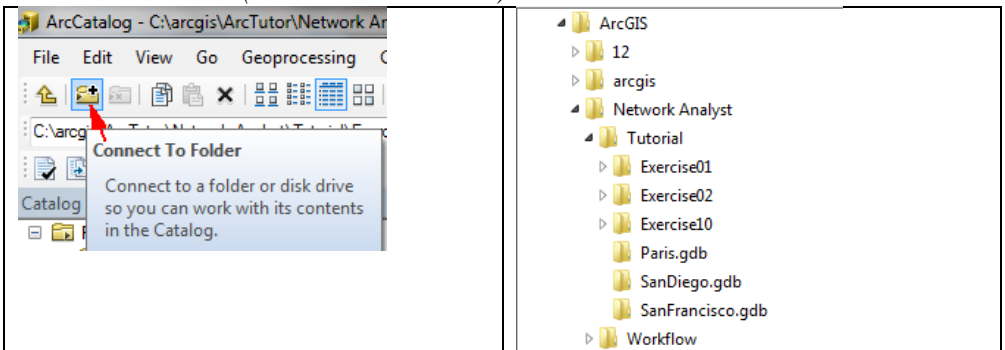 ArcCatalog - C:\arcgis\ArcTutor\Network Ar
File Edit View Go Geoprocessing
C:\arcg
Connect To Folder
Connect to a folder or disk drive
so you can work with its contents
in the Catalog.
Catalog
ArcGIS
12
arcgis
Network Analyst
Tutorial
Exercise01
Exercise02
Exercise10
Paris.gdb
SanDiego.gdb
SanFrancisco.gdb
Workflow